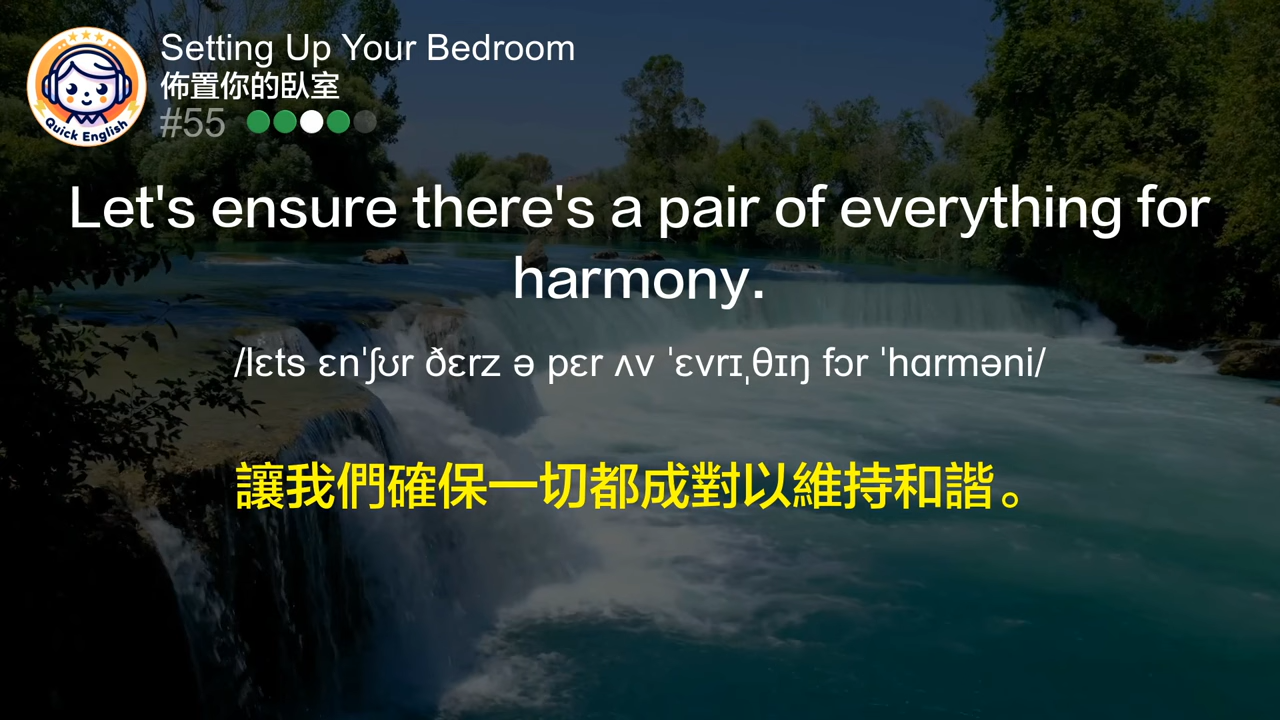 Quick English
Setting Up Your Bedroom
佈置你的臥室
#55
Let's ensure there's a pair of everything for
harmony.
/lɛts ɛnˈʃʊr ðɛrz ə pɛr ʌv ˈɛvrɪˌθɪŋ fɔr ˈhɑrməni/
讓我們確保一切都成對以維持和諧。